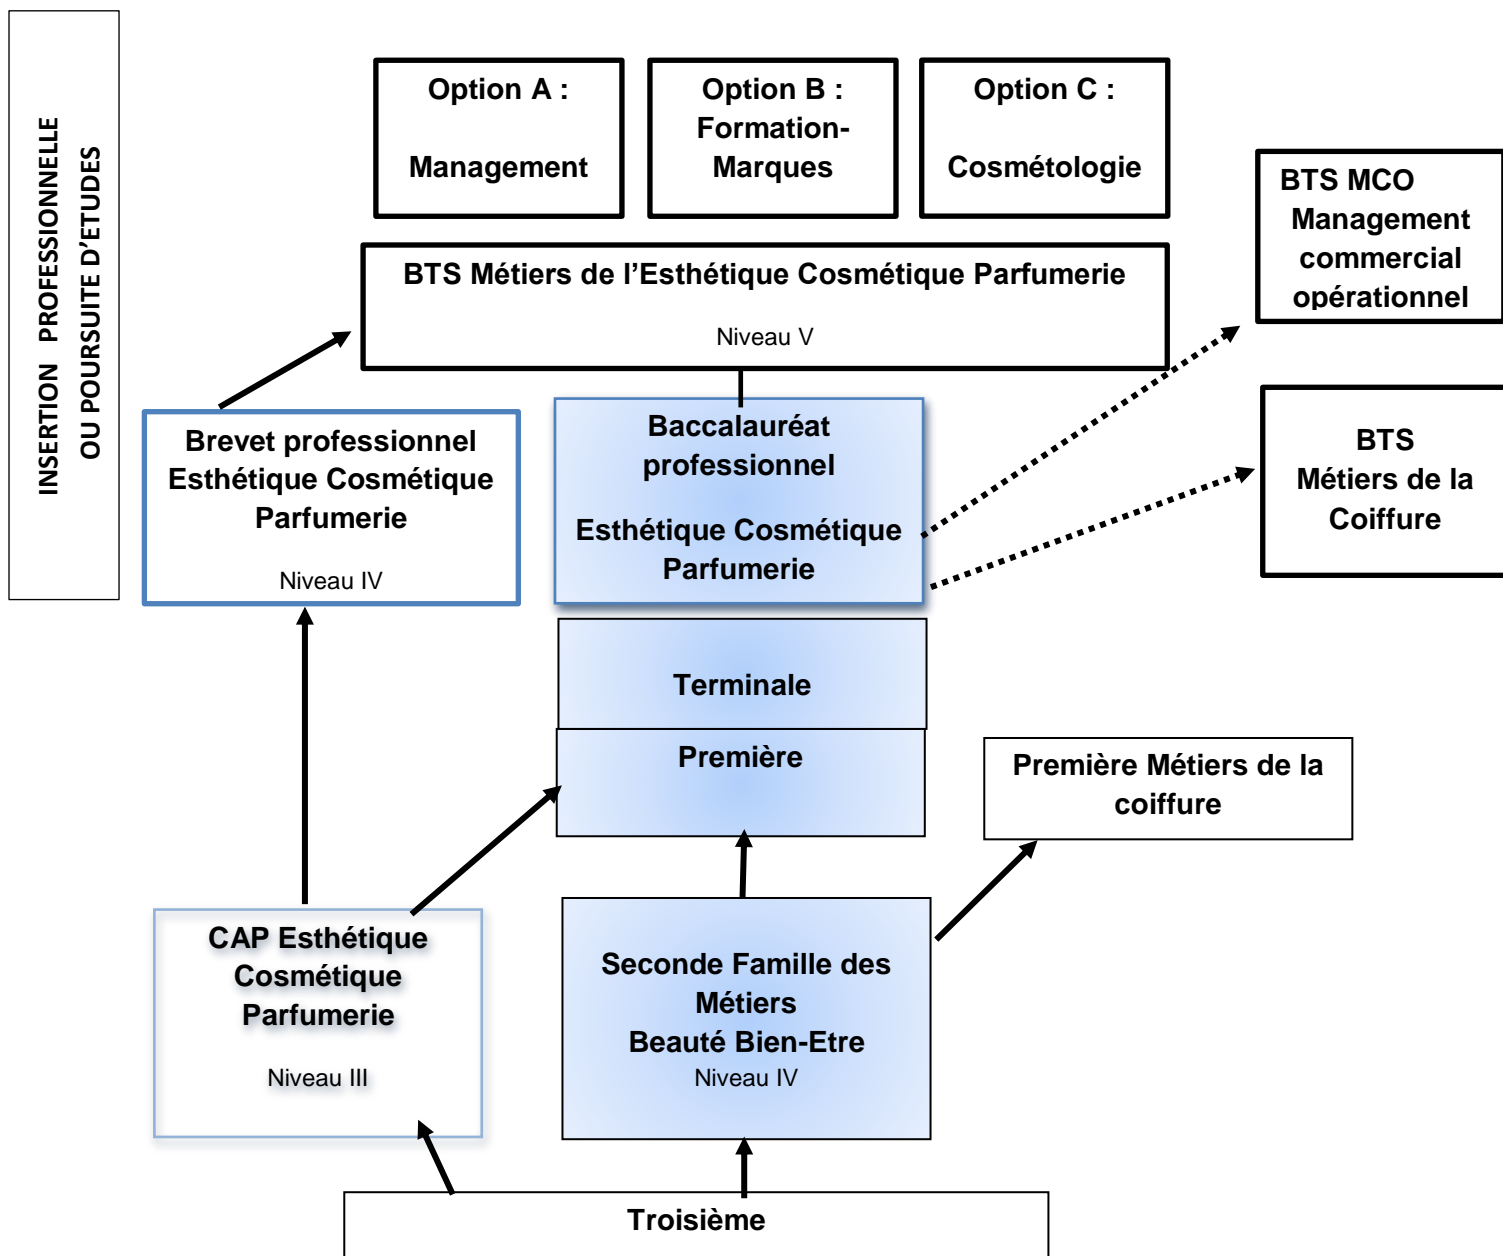 INSERTION PROFESSIONNELLE
OU POURSUITE D'ETUDES
Option A :
Management
Option B :
Formation-
Marques
Option C :
Cosmétologie
BTS MCO
Management
commercial
opérationnel
BTS Métiers de l’Esthétique Cosmétique Parfumerie
Niveau V
Brevet professionnel
Esthétique Cosmétique
Parfumerie
Niveau IV
Baccalauréat
professionnel
Esthétique Cosmétique
Parfumerie
BTS
Métiers de la
Coiffure
Terminale
Première
Première Métiers de la
coiffure
CAP Esthétique
Cosmétique
Parfumerie
Niveau III
Seconde Famille des
Métiers
Beauté Bien-Etre
Niveau IV
Troisième